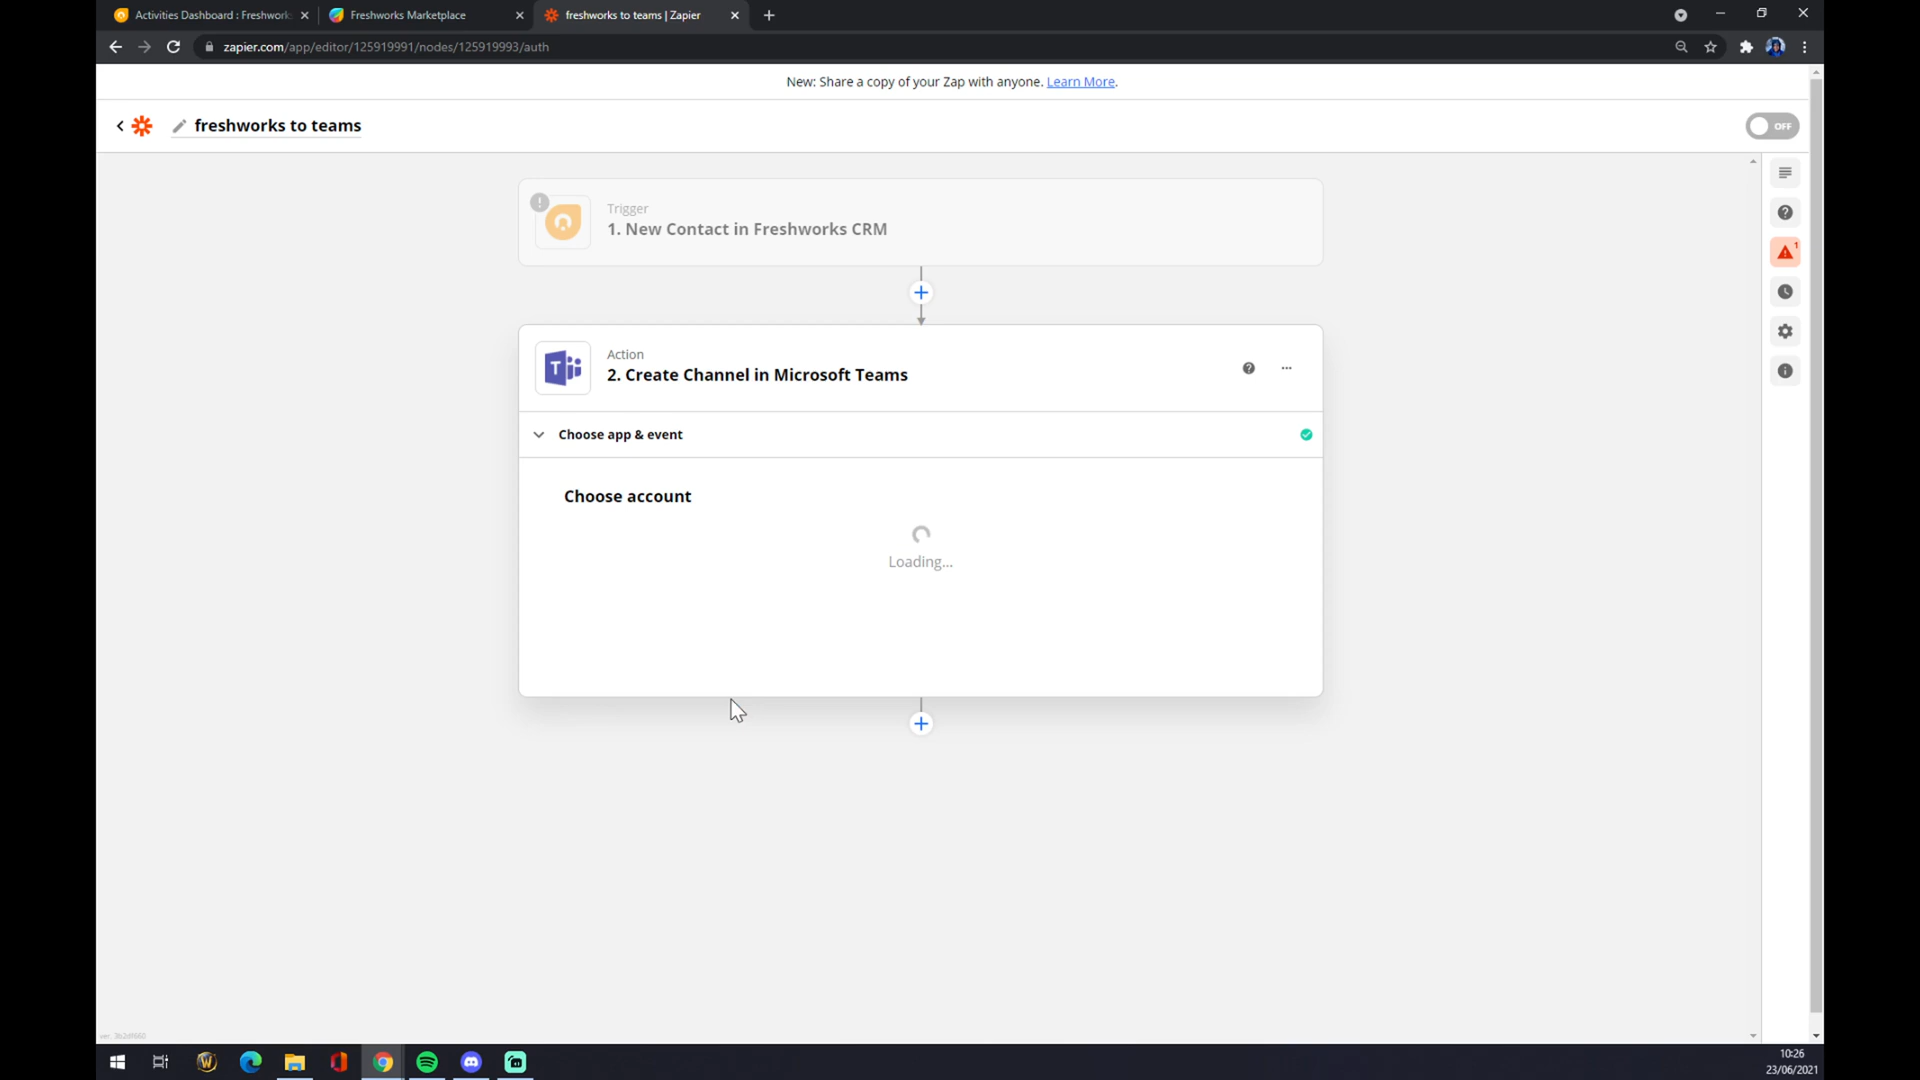 Activities Dashboard : Freshwork
Freshworks Marketplace
freshworks to teams | Zapier
zapier.com/app/editor/125919991/nodes/125919993/auth
New: Share a copy of your Zap with anyone. Learn More.
freshworks to teams
OFF
Trigger
1. New Contact in Freshworks CRM
1
Action
2. Create Channel in Microsoft Teams
Choose app & event
Choose account
Loading...
10:26
23/06/2021